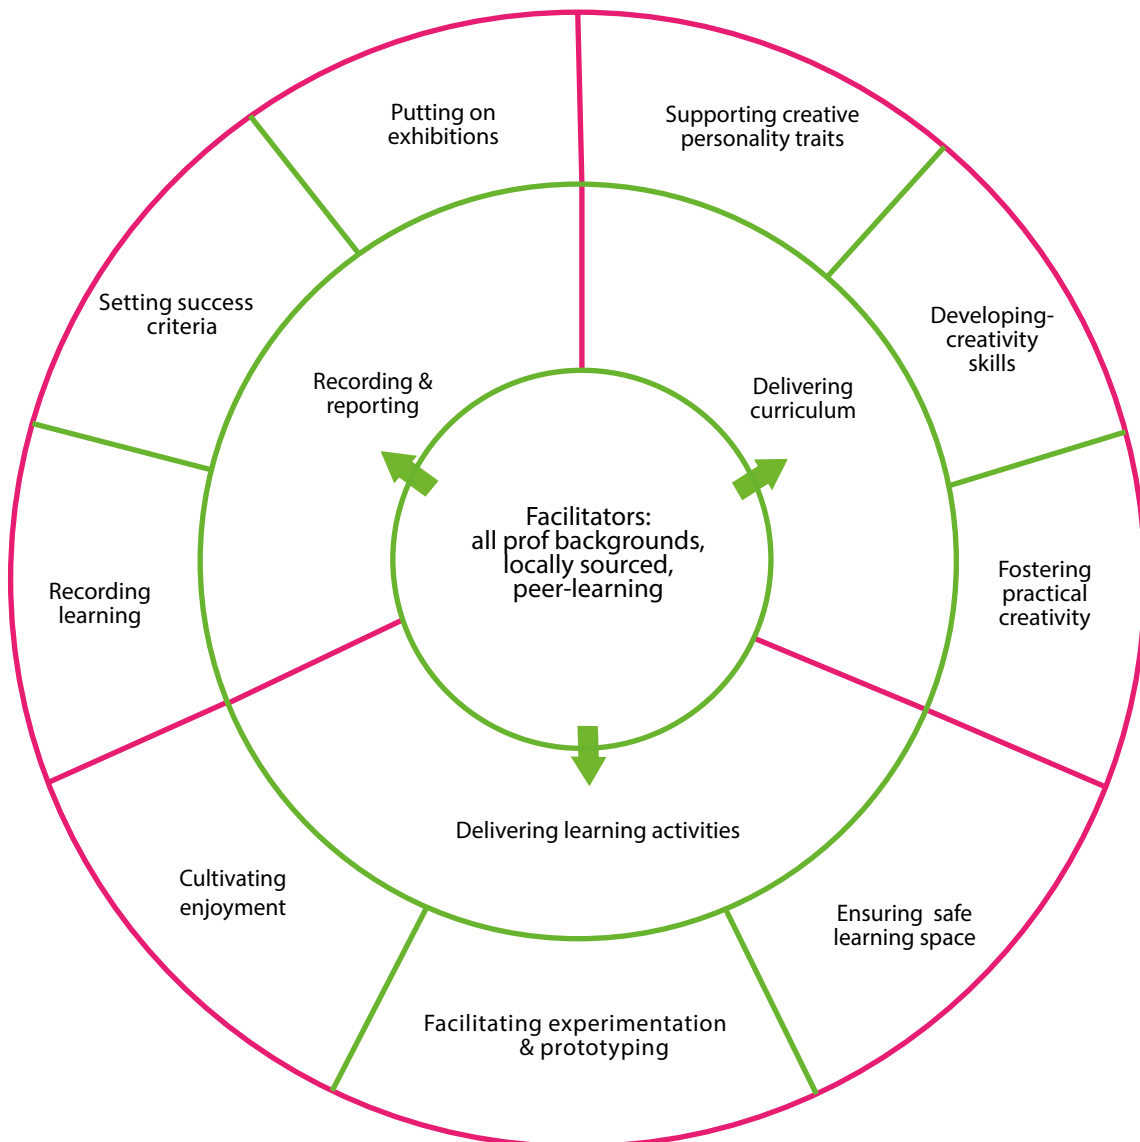 Putting on
exhibitions
Supporting creative
personality traits
Setting success
criteria
Developing-
creativity
skills
Recording &
reporting
Delivering
curriculum
Facilitators:
all prof backgrounds,
locally sourced,
peer-learning
Recording
learning
Fostering
practical
creativity
Delivering learning activities
Cultivating
enjoyment
Ensuring safe
learning space
Facilitating experimentation
& prototyping